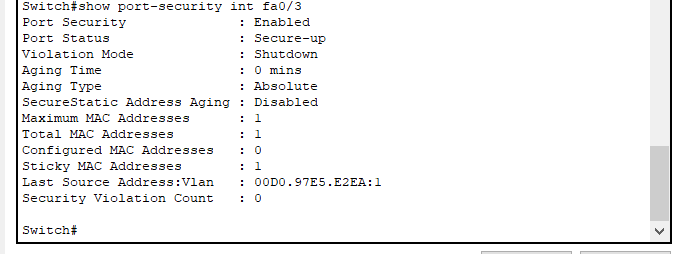 Switch#show port-security int fa0/3
Port Security : Enabled
Port Status : Secure-up
Violation Mode : Shutdown
Aging Time : 0 mins
Aging Type : Absolute
SecureStatic Address Aging : Disabled
Maximum MAC Addresses : 1
Total MAC Addresses : 1
Configured MAC Addresses : 0
Sticky MAC Addresses : 1
Last Source Address:Vlan : 00D0.97E5.E2EA:1
Security Violation Count : 0
Switch#